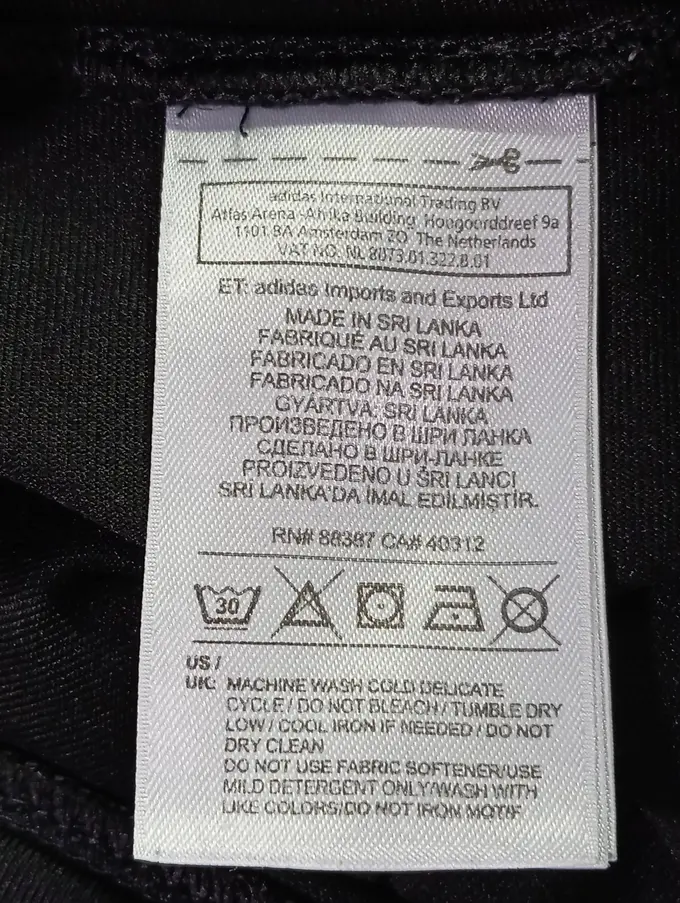 adidas International Trading BV
Atlas Arena -Afrika Building, Hoogoorddreef 9a
1101 BA Amsterdam ZO The Netherlands
VAT NO. NL 8073.01.322.B.01
ET: adidas Imports and Exports Ltd
MADE IN SRI LANKA
FABRIQUÉ AU SRI LANKA
FABRICADO EN SRI LANKA
FABRICADO NA SRI LANKA
GYÁRTVA: SRI LANKA
ПРОИЗВЕДЕНО В ШРИ ЛАНКА
СДЕЛАНО В ШРИ-ЛАНКЕ
PROIZVEDENO U ŠRI LANCI
SRI LANKA'DA İMAL EDİLMİŞTİR.
RN# 88387 CA# 40312
30
US /
UK: MACHINE WASH COLD DELICATE
CYCLE / DO NOT BLEACH / TUMBLE DRY
LOW / COOL IRON IF NEEDED / DO NOT
DRY CLEAN
DO NOT USE FABRIC SOFTENER/USE
MILD DETERGENT ONLY/WASH WITH
LIKE COLORS/DO NOT IRON MOTIF